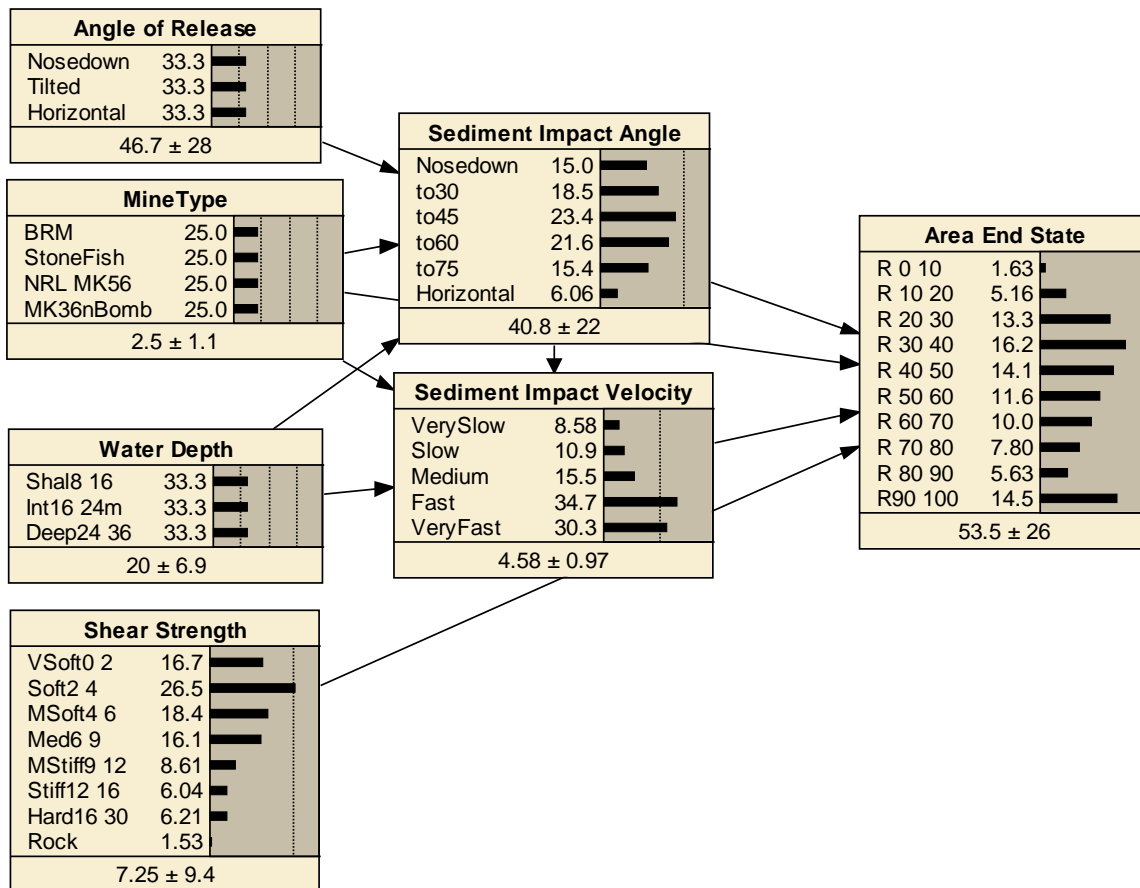 Angle of Release
Nosedown 33.3
Tilted 33.3
Horizontal 33.3
46.7 ± 28
MineType
BRM 25.0
StoneFish 25.0
NRL MK56 25.0
MK36nBomb 25.0
2.5 ± 1.1
Water Depth
Shal8 16 33.3
Int16 24m 33.3
Deep24 36 33.3
20 ± 6.9
Shear Strength
VSoft0 2 16.7
Soft2 4 26.5
MSoft4 6 18.4
Med6 9 16.1
MStiff9 12 8.61
Stiff12 16 6.04
Hard16 30 6.21
Rock 1.53
7.25 ± 9.4
Sediment Impact Angle
Nosedown 15.0
to30 18.5
to45 23.4
to60 21.6
to75 15.4
Horizontal 6.06
40.8 ± 22
Sediment Impact Velocity
VerySlow 8.58
Slow 10.9
Medium 15.5
Fast 34.7
VeryFast 30.3
4.58 ± 0.97
Area End State
R 0 10 1.63
R 10 20 5.16
R 20 30 13.3
R 30 40 16.2
R 40 50 14.1
R 50 60 11.6
R 60 70 10.0
R 70 80 7.80
R 80 90 5.63
R90 100 14.5
53.5 ± 26